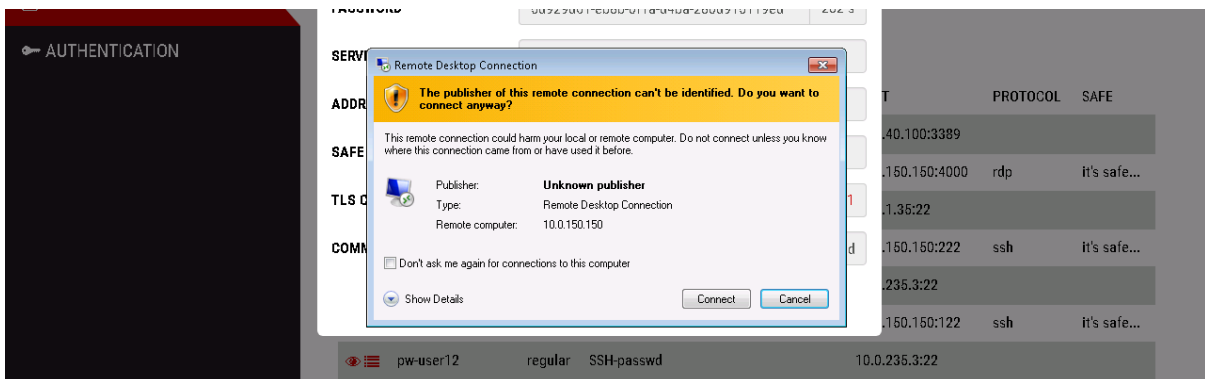 AUTHENTICATION
PASSWORD
202 s
SERV
ADDR
SAFE
TLS C
COMM
Remote Desktop Connection
The publisher of this remote connection can't be identified. Do you want to
connect anyway?
This remote connection could harm your local or remote computer. Do not connect unless you know
where this connection came from or have used it before.
Publisher: Unknown publisher
Type: Remote Desktop Connection
Remote computer: 10.0.150.150
Don't ask me again for connections to this computer
Show Details Connect Cancel
1
d
T PROTOCOL SAFE
.40.100:3389
.150.150:4000 rdp it's safe...
.1.35:22
.150.150:222 ssh it's safe...
.235.3:22
.150.150:122 ssh it's safe...
pw-user12 regular SSH-passwd 10.0.235.3:22